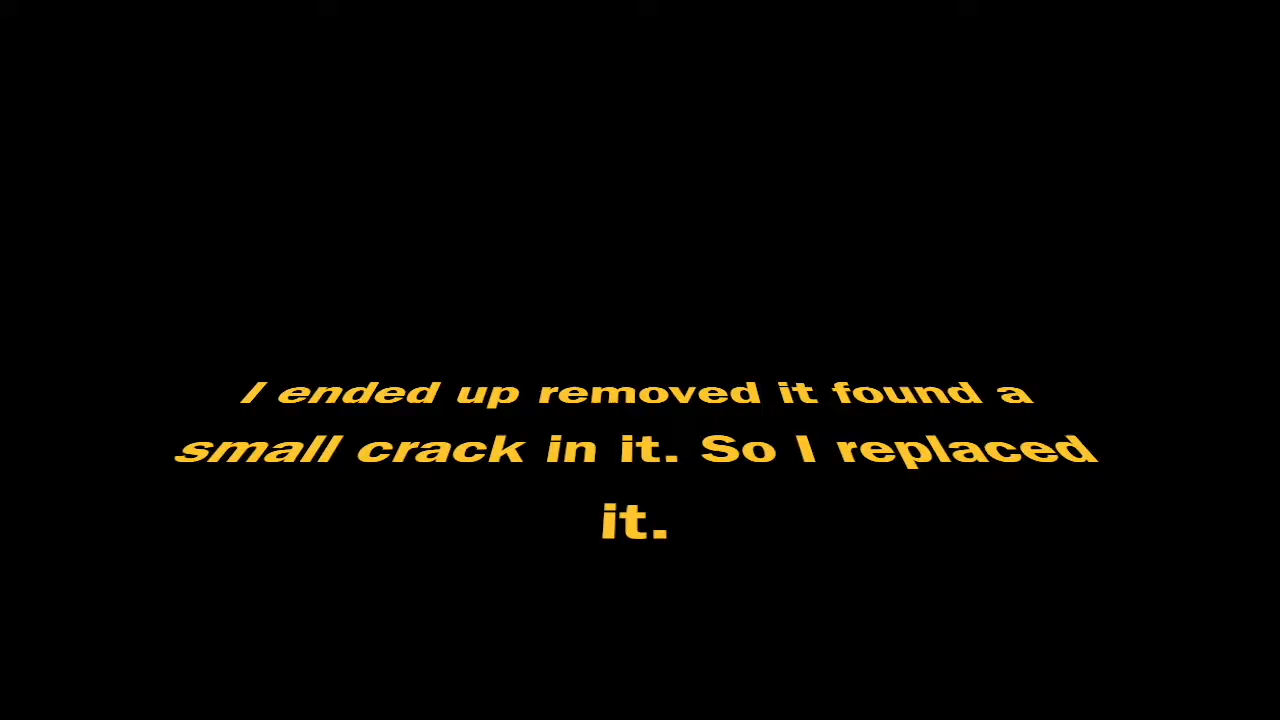 I ended up removed it found a
small crack in it. So I replaced
it.